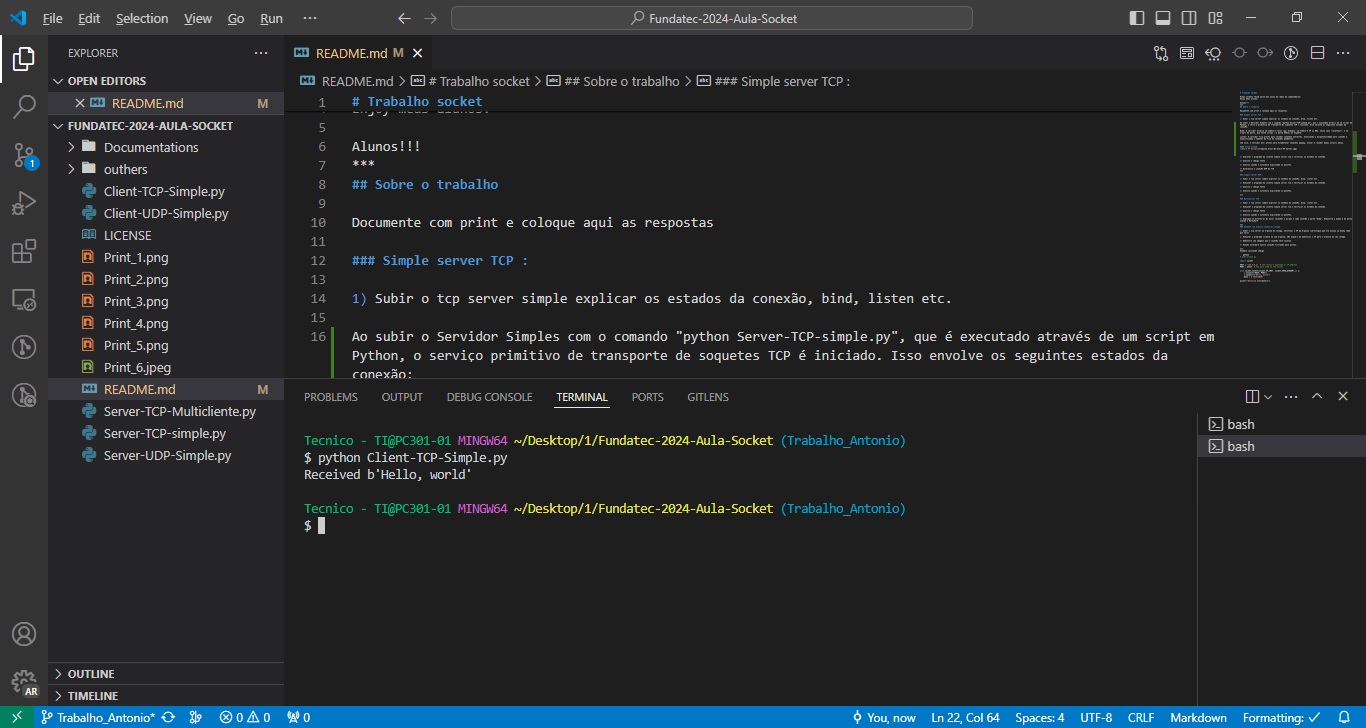 File Edit Selection View Go Run ···
Fundatec-2024-Aula-Socket
EXPLORER
OPEN EDITORS
README.md M
FUNDATEC-2024-AULA-SOCKET
Documentations
outhers
Client-TCP-Simple.py
Client-UDP-Simple.py
LICENSE
Print_1.png
Print_2.png
Print_3.png
Print_4.png
Print_5.png
Print_6.jpeg
README.md M
Server-TCP-Multicliente.py
Server-TCP-simple.py
Server-UDP-Simple.py
OUTLINE
TIMELINE
1
AR
README.md M
README.md > # Trabalho socket > ## Sobre o trabalho > ### Simple server TCP :
1 # Trabalho socket
Enjoy meus alunos!
5
6 Alunos!!!
7 ***
8 ## Sobre o trabalho
9
10 Documente com print e coloque aqui as respostas
11
12 ### Simple server TCP :
13
14 1) Subir o tcp server simple explicar os estados da conexão, bind, listen etc.
15
16 Ao subir o Servidor Simples com o comando "python Server-TCP-simple.py", que é executado através de um script em
Python, o serviço primitivo de transporte de soquetes TCP é iniciado. Isso envolve os seguintes estados da
conexão:
PROBLEMS OUTPUT DEBUG CONSOLE TERMINAL PORTS GITLENS
Tecnico - TI@PC301-01 MINGW64 ~/Desktop/1/Fundatec-2024-Aula-Socket (Trabalho_Antonio)
$ python Client-TCP-Simple.py
Received b'Hello, world'
Tecnico - TI@PC301-01 MINGW64 ~/Desktop/1/Fundatec-2024-Aula-Socket (Trabalho_Antonio)
$
bash
bash
Trabalho_Antonio* 0 0 0 You, now Ln 22, Col 64 Spaces: 4 UTF-8 CRLF Markdown Formatting: ✓